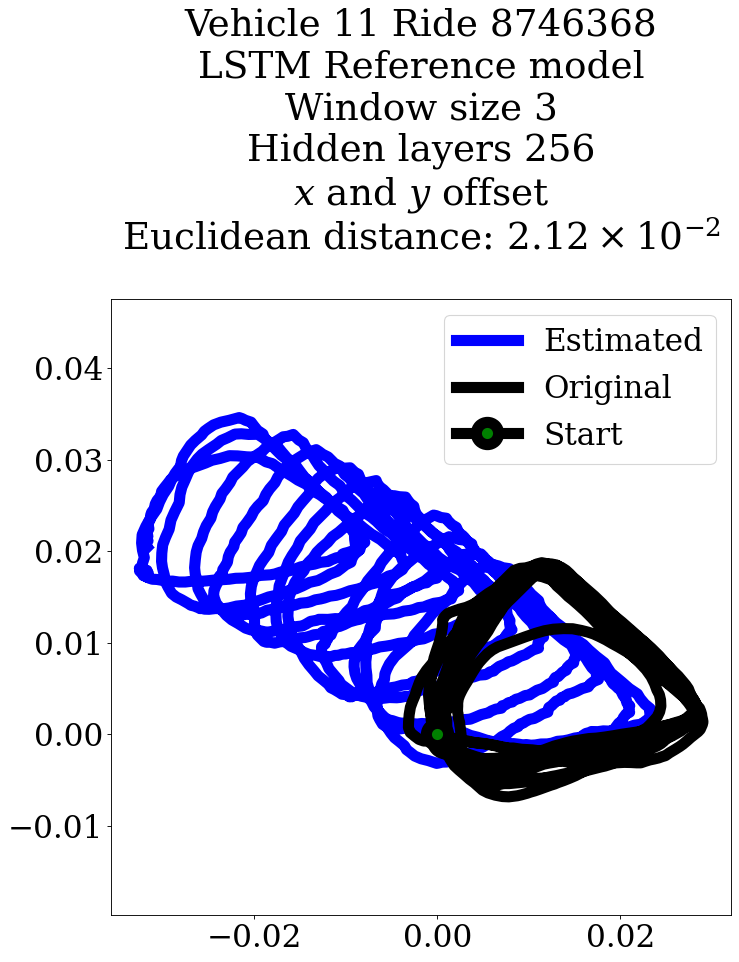 Vehicle 11 Ride 8746368
LSTM Reference model
Window size 3
Hidden layers 256
x and y offset
Euclidean distance: 2.12 × 10⁻²
Estimated
Original
Start
0.04
0.03
0.02
0.01
0.00
−0.01
−0.02 0.00 0.02